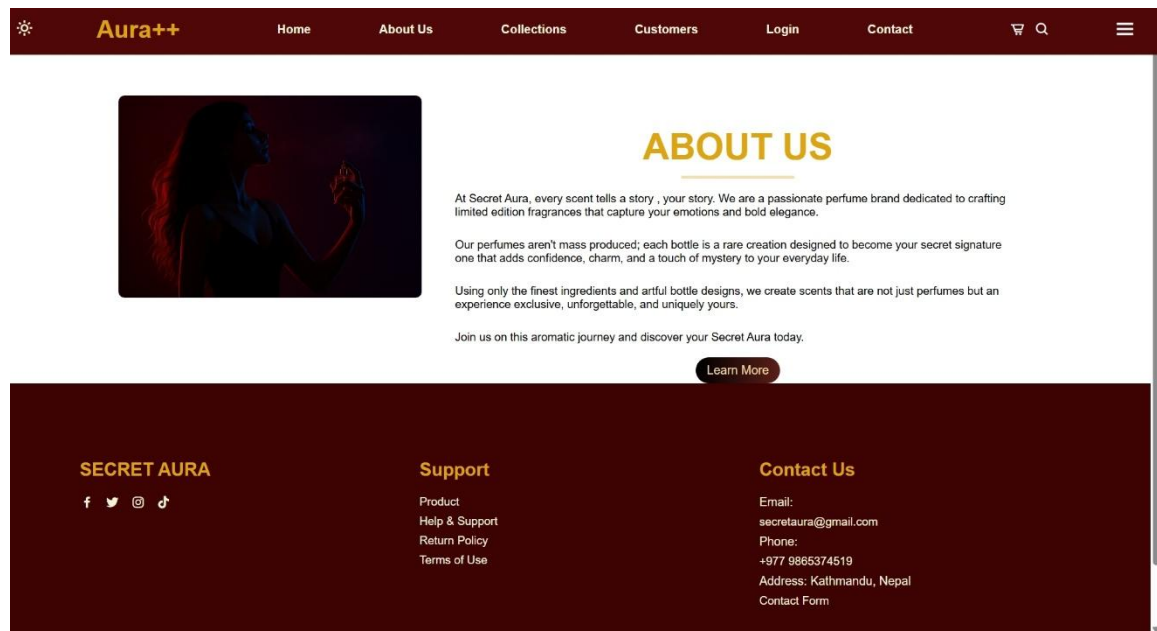 Aura++
Home
About Us
Collections
Customers
Login
Contact
ABOUT US
At Secret Aura, every scent tells a story , your story. We are a passionate perfume brand dedicated to crafting
limited edition fragrances that capture your emotions and bold elegance.
Our perfumes aren't mass produced; each bottle is a rare creation designed to become your secret signature
one that adds confidence, charm, and a touch of mystery to your everyday life.
Using only the finest ingredients and artful bottle designs, we create scents that are not just perfumes but an
experience exclusive, unforgettable, and uniquely yours.
Join us on this aromatic journey and discover your Secret Aura today.
Learn More
SECRET AURA
Support
Product
Help & Support
Return Policy
Terms of Use
Contact Us
Email:
secretaura@gmail.com
Phone:
+977 9865374519
Address: Kathmandu, Nepal
Contact Form